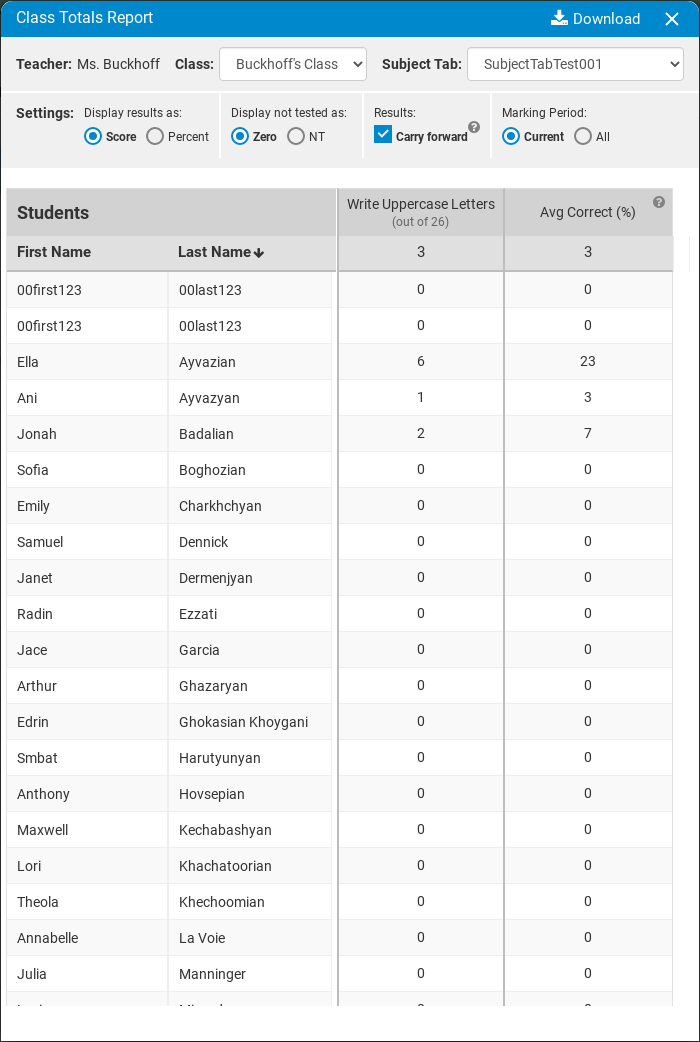 Class Totals Report Download
Teacher: Ms. Buckhoff Class: Buckhoff's Class Subject Tab: SubjectTabTest001
Settings: Display results as: Display not tested as: Results: Marking Period:
Score Percent Zero NT Carry forward ? Current All
Students Write Uppercase Letters (out of 26) Avg Correct (%) ?
First Name Last Name 3 3
00first123 00last123 0 0
00first123 00last123 0 0
Ella Ayvazian 6 23
Ani Ayvazyan 1 3
Jonah Badalian 2 7
Sofia Boghozian 0 0
Emily Charkhchyan 0 0
Samuel Dennick 0 0
Janet Dermenjyan 0 0
Radin Ezzati 0 0
Jace Garcia 0 0
Arthur Ghazaryan 0 0
Edrin Ghokasian Khoygani 0 0
Smbat Harutyunyan 0 0
Anthony Hovsepian 0 0
Maxwell Kechabashyan 0 0
Lori Khachatoorian 0 0
Theola Khechoomian 0 0
Annabelle La Voie 0 0
Julia Manninger 0 0